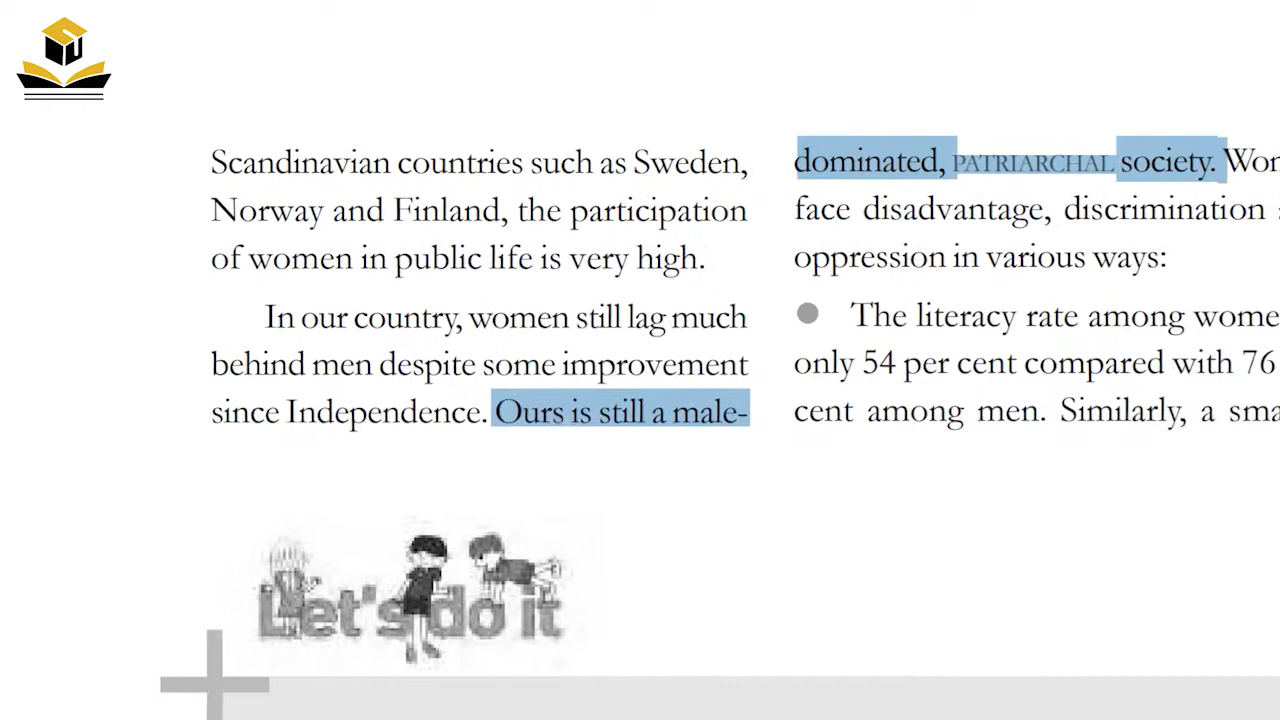 Scandinavian countries such as Sweden,
Norway and Finland, the participation
of women in public life is very high.
In our country, women still lag much
behind men despite some improvement
since Independence. Ours is still a male-
dominated, PATRIARCHAL society.
face disadvantage, discrimination
oppression in various ways:
● The literacy rate among
only 54 per cent compared with 76
cent among men. Similarly, a
Let's do it